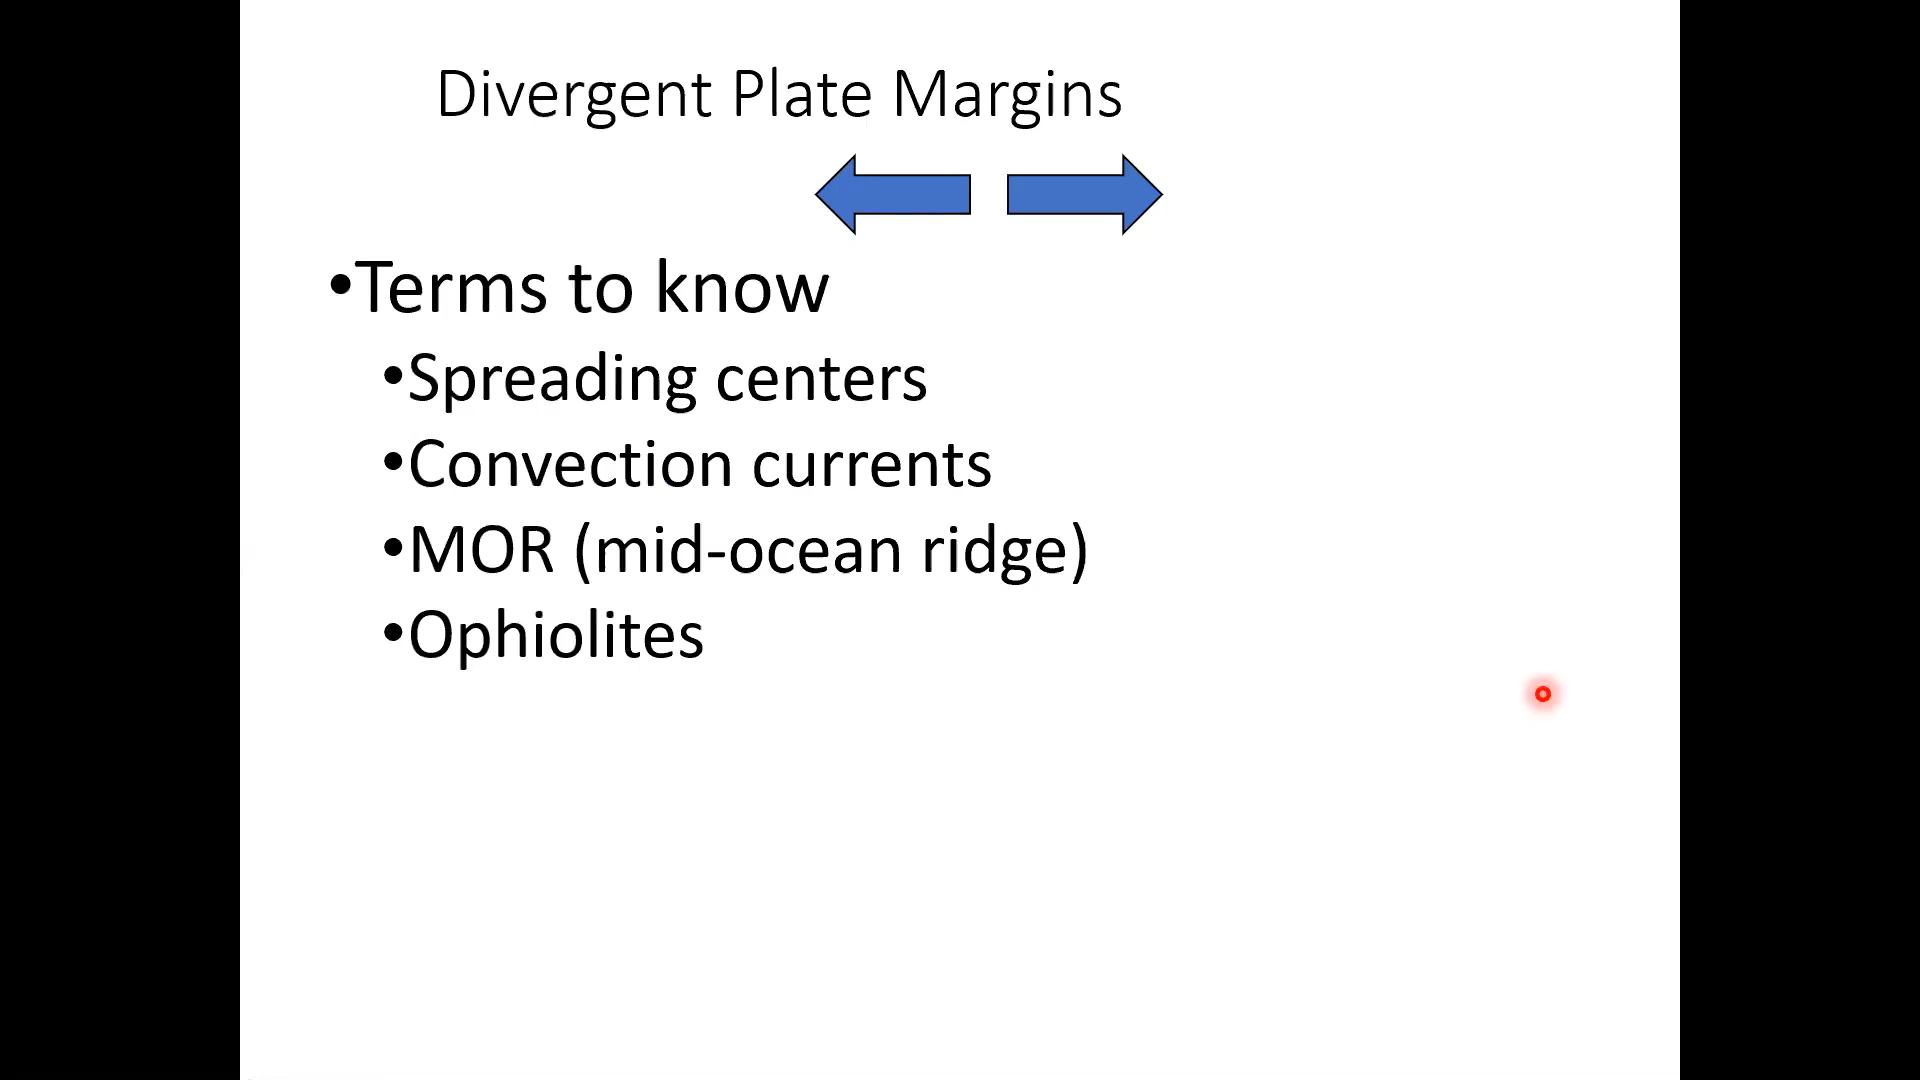 Divergent Plate Margins
•Terms to know
•Spreading centers
•Convection currents
•MOR (mid-ocean ridge)
•Ophiolites